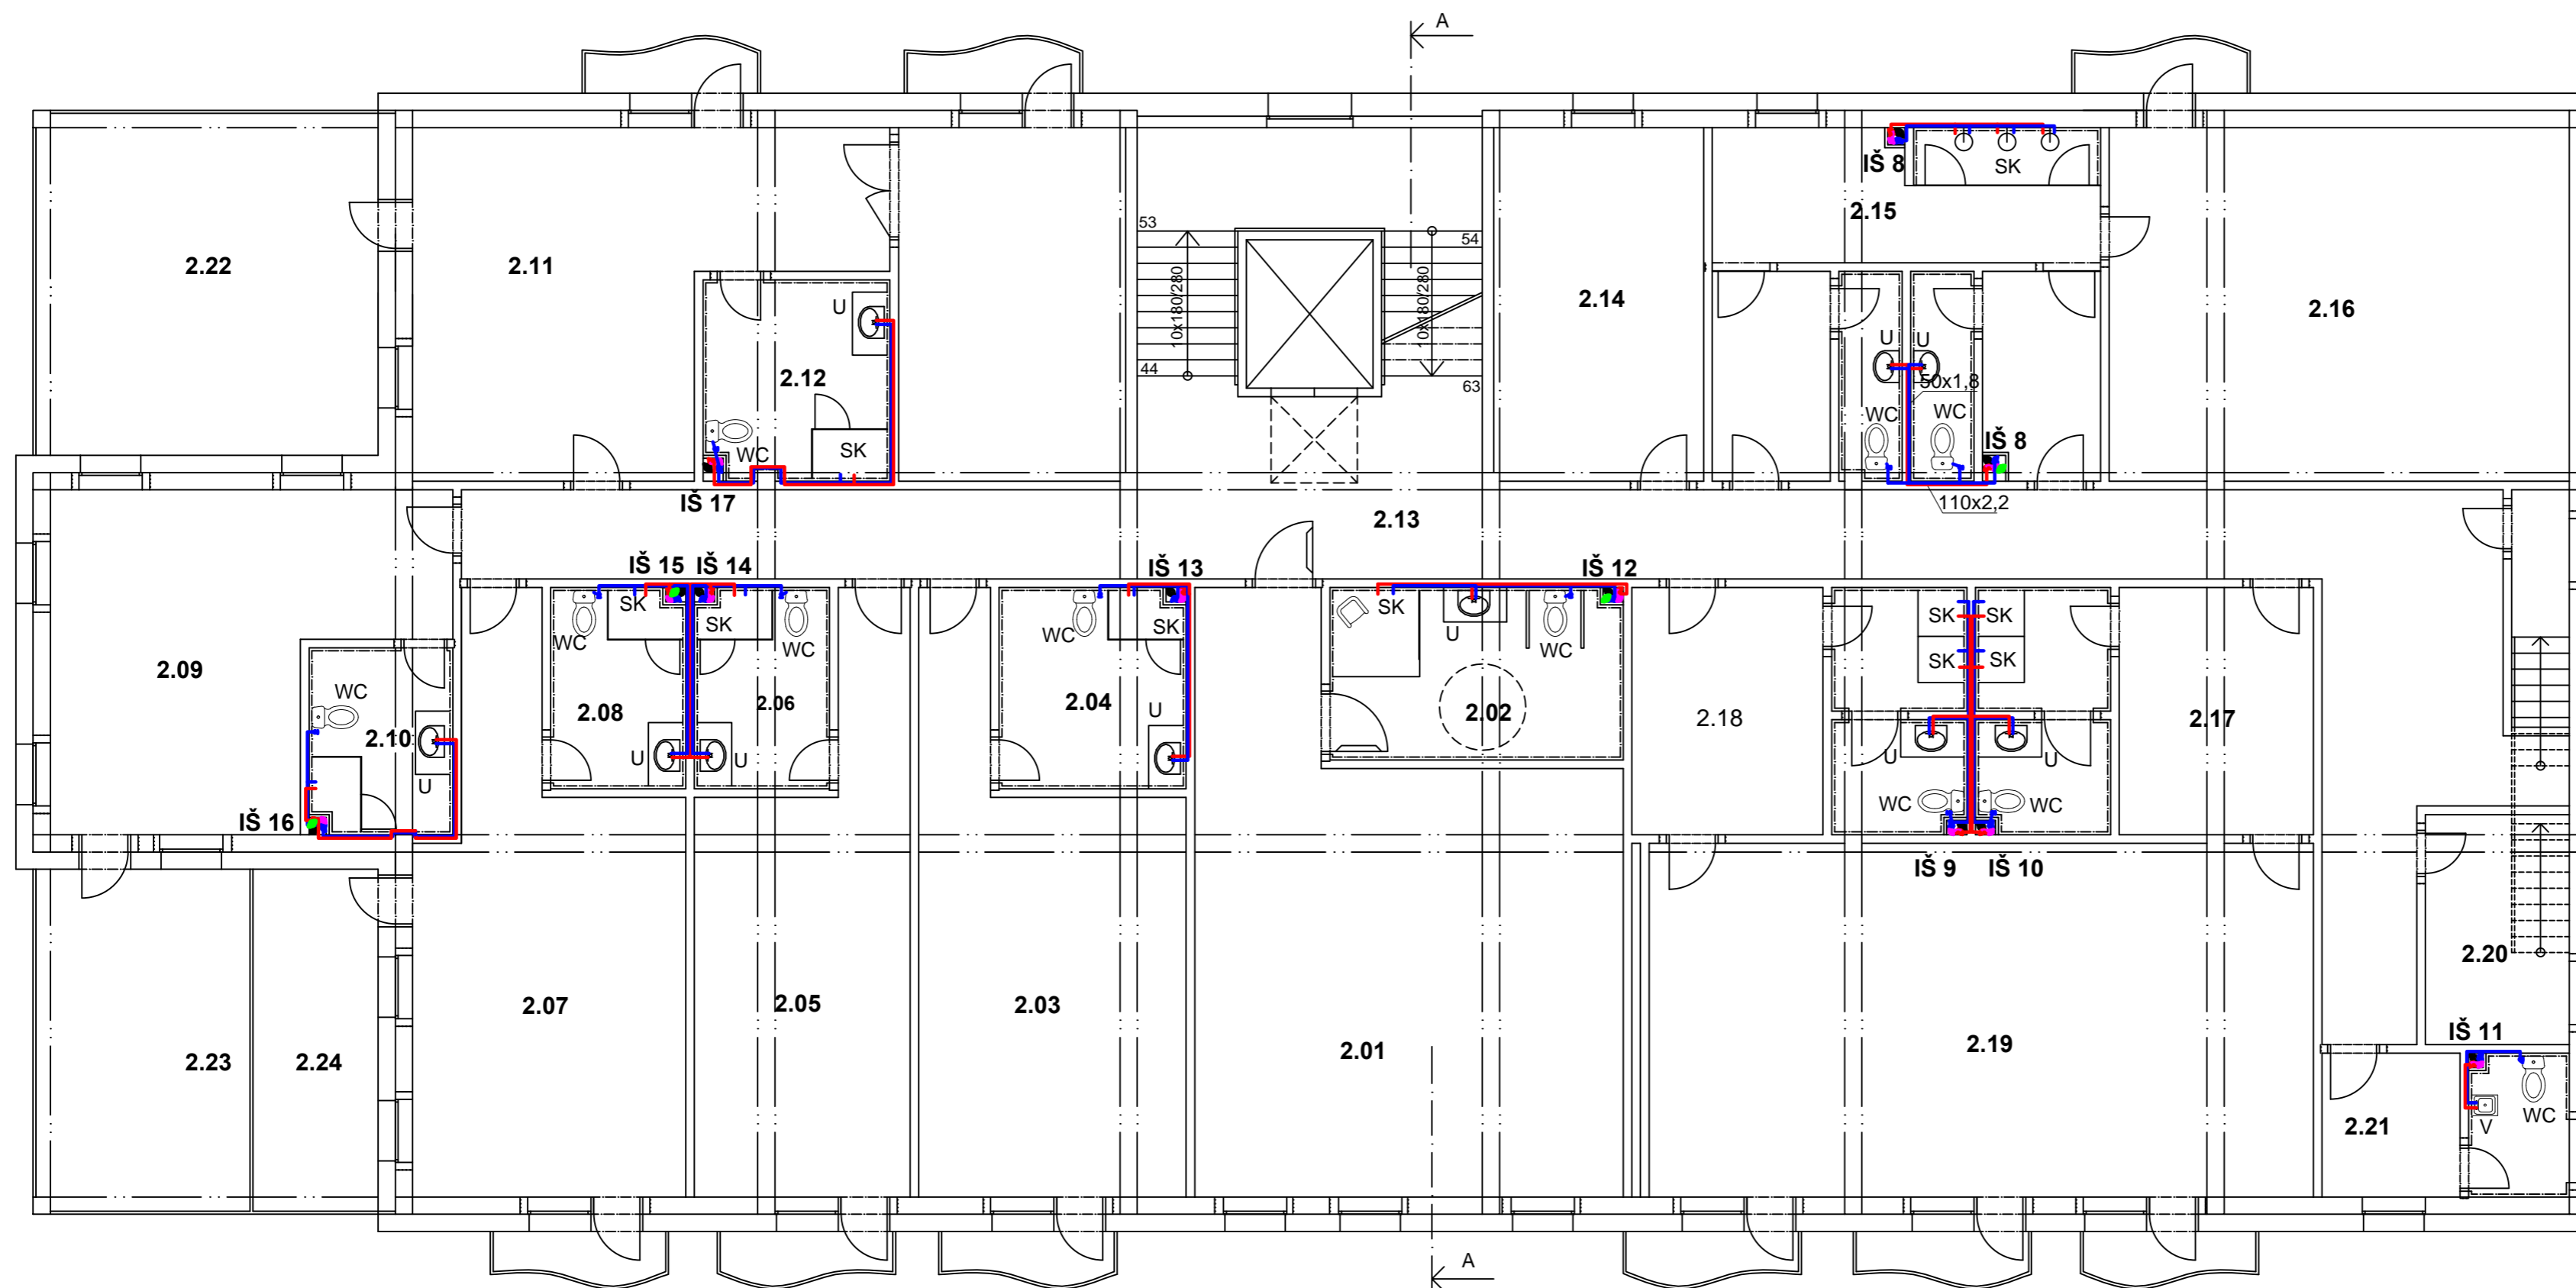 A
IŠ 8
SK
2.15
53
54
2.22
2.11
10x180/280
10x180/280
2.14
2.16
U
2.12
44
63
U
U
50x1,8
WC
WC
WC
SK
IŠ 8
IŠ 17
110x2,2
2.13
IŠ 15
IŠ 14
IŠ 13
IŠ 12
SK
SK
SK
SK
SK
SK
WC
WC
WC
U
WC
SK
SK
2.09
WC
2.10
2.08
2.06
2.04
U
2.02
2.18
2.17
U
U
U
U
U
WC
WC
IŠ 16
IŠ 9
IŠ 10
2.20
2.07
2.05
2.03
2.01
2.19
IŠ 11
2.23
2.24
2.21
V
WC
A